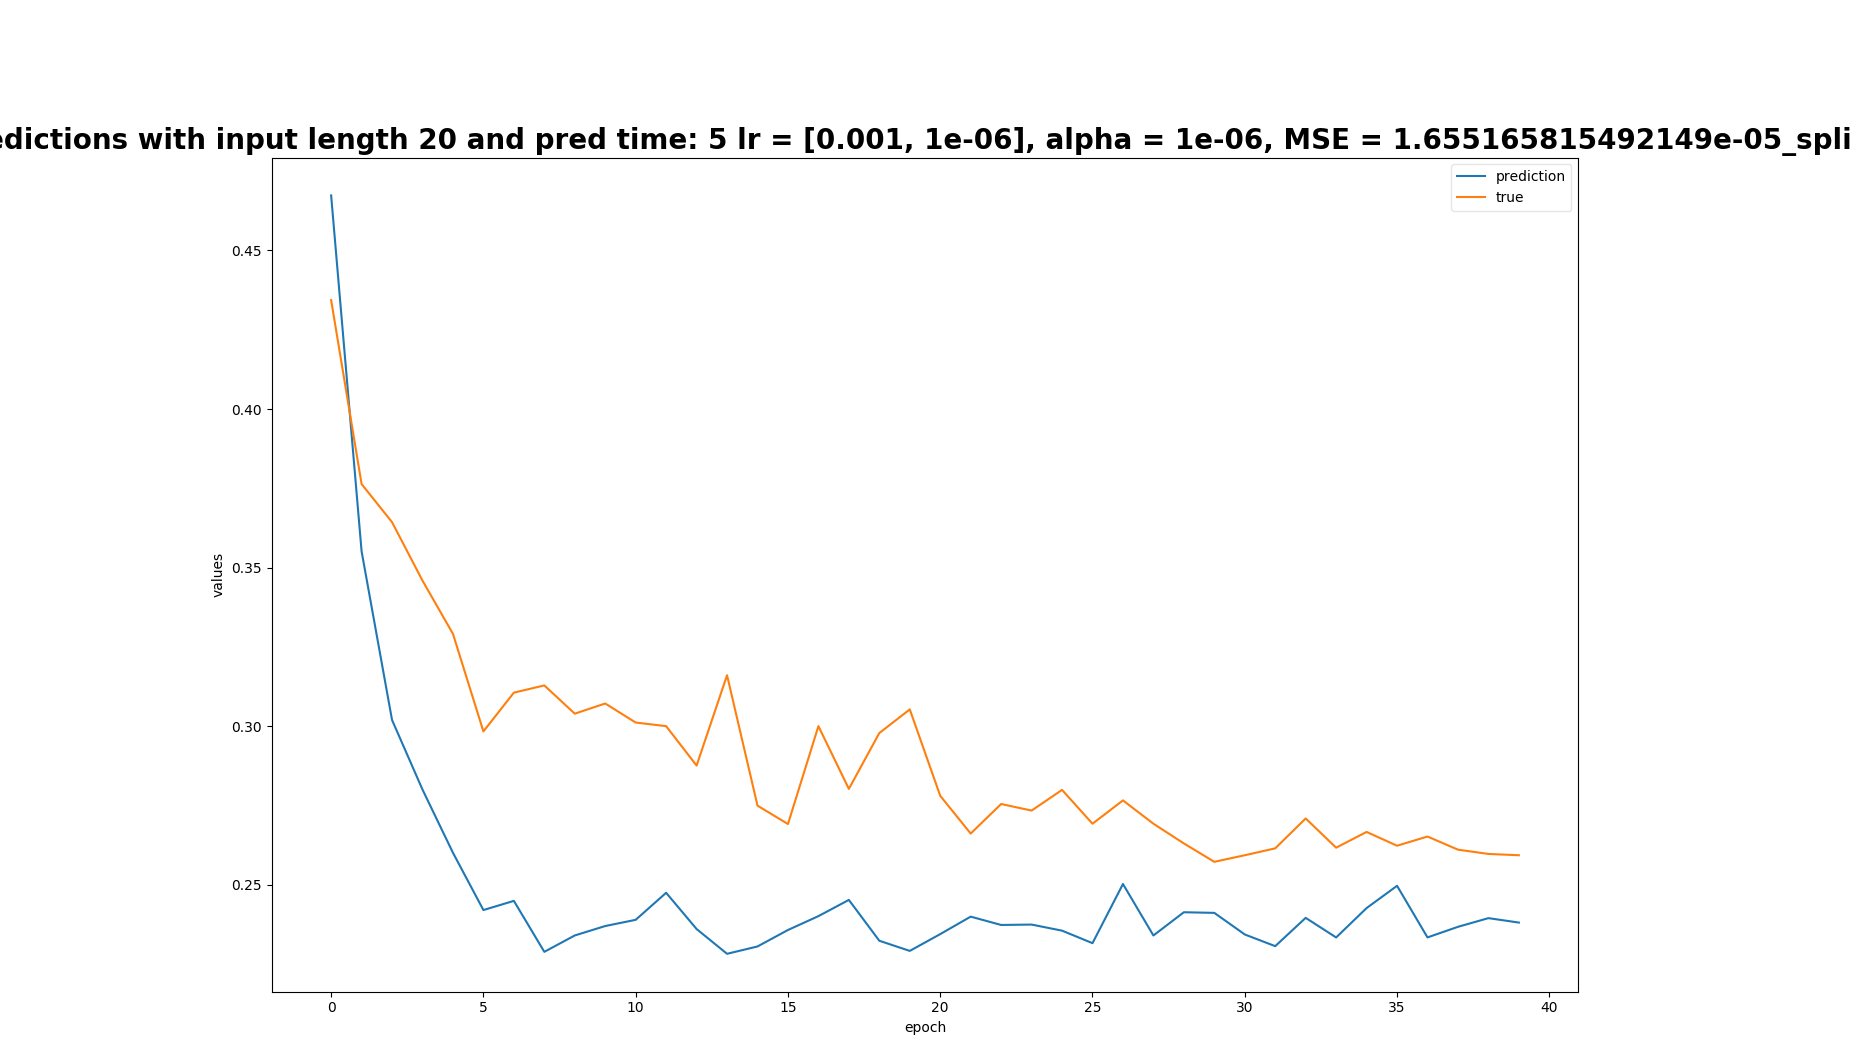 edictions with input length 20 and pred time: 5 lr = [0.001, 1e-06], alpha = 1e-06, MSE = 1.655165815492149e-05_spli
prediction
true
0.45
0.40
0.35
0.30
0.25
values
0 5 10 15 20 25 30 35 40
epoch